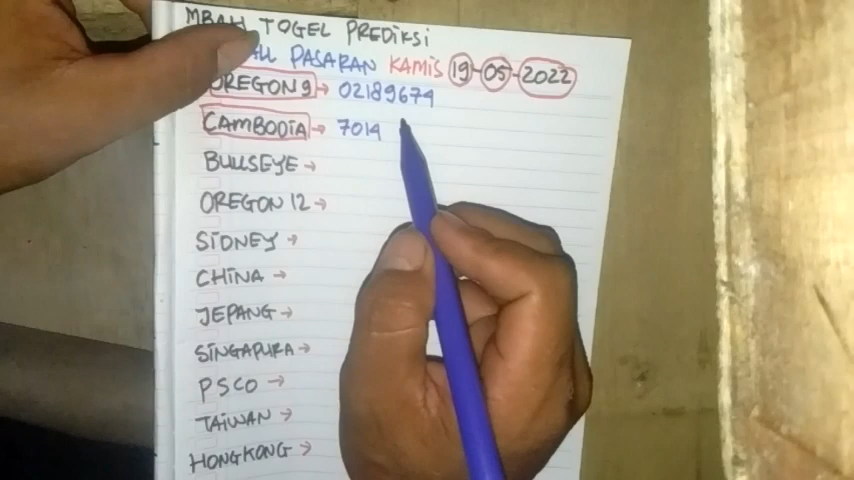 MBAH TOGEL PREDIKSI
PASARAN KAMIS 19-05-2022
OREGON 9 → 02189674
CAMBODIA → 7014
BULLSEYE →
OREGON 12 →
SIDNEY →
CHINA →
JEPANG →
SINGAPURA →
PSCO →
TAIWAN →
HONGKONG →